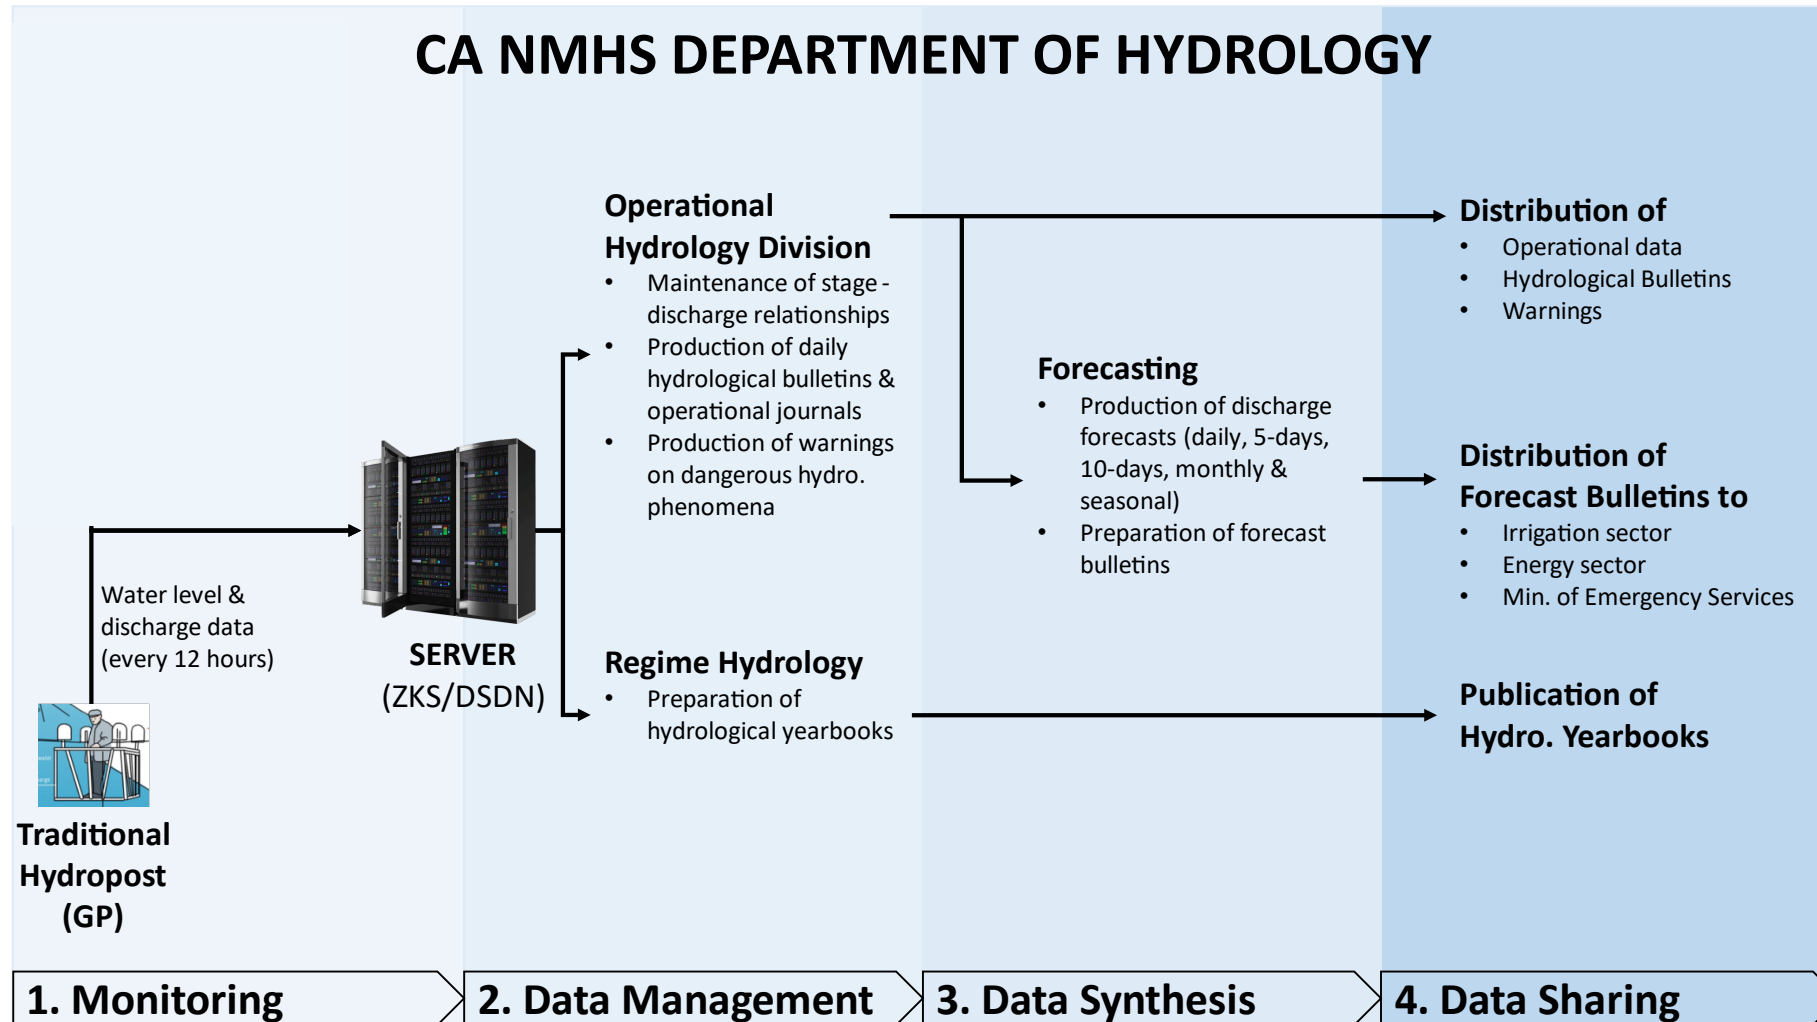 CA NMHS DEPARTMENT OF HYDROLOGY
Water level &
discharge data
(every 12 hours)
Traditional
Hydropost
(GP)
SERVER
(ZKS/DSDN)
Operational
Hydrology Division
• Maintenance of stage -
discharge relationships
• Production of daily
hydrological bulletins &
operational journals
• Production of warnings
on dangerous hydro.
phenomena
Regime Hydrology
• Preparation of
hydrological yearbooks
Forecasting
• Production of discharge
forecasts (daily, 5-days,
10-days, monthly &
seasonal)
• Preparation of forecast
bulletins
Distribution of
• Operational data
• Hydrological Bulletins
• Warnings
Distribution of
Forecast Bulletins to
• Irrigation sector
• Energy sector
• Min. of Emergency Services
Publication of
Hydro. Yearbooks
1. Monitoring
2. Data Management
3. Data Synthesis
4. Data Sharing